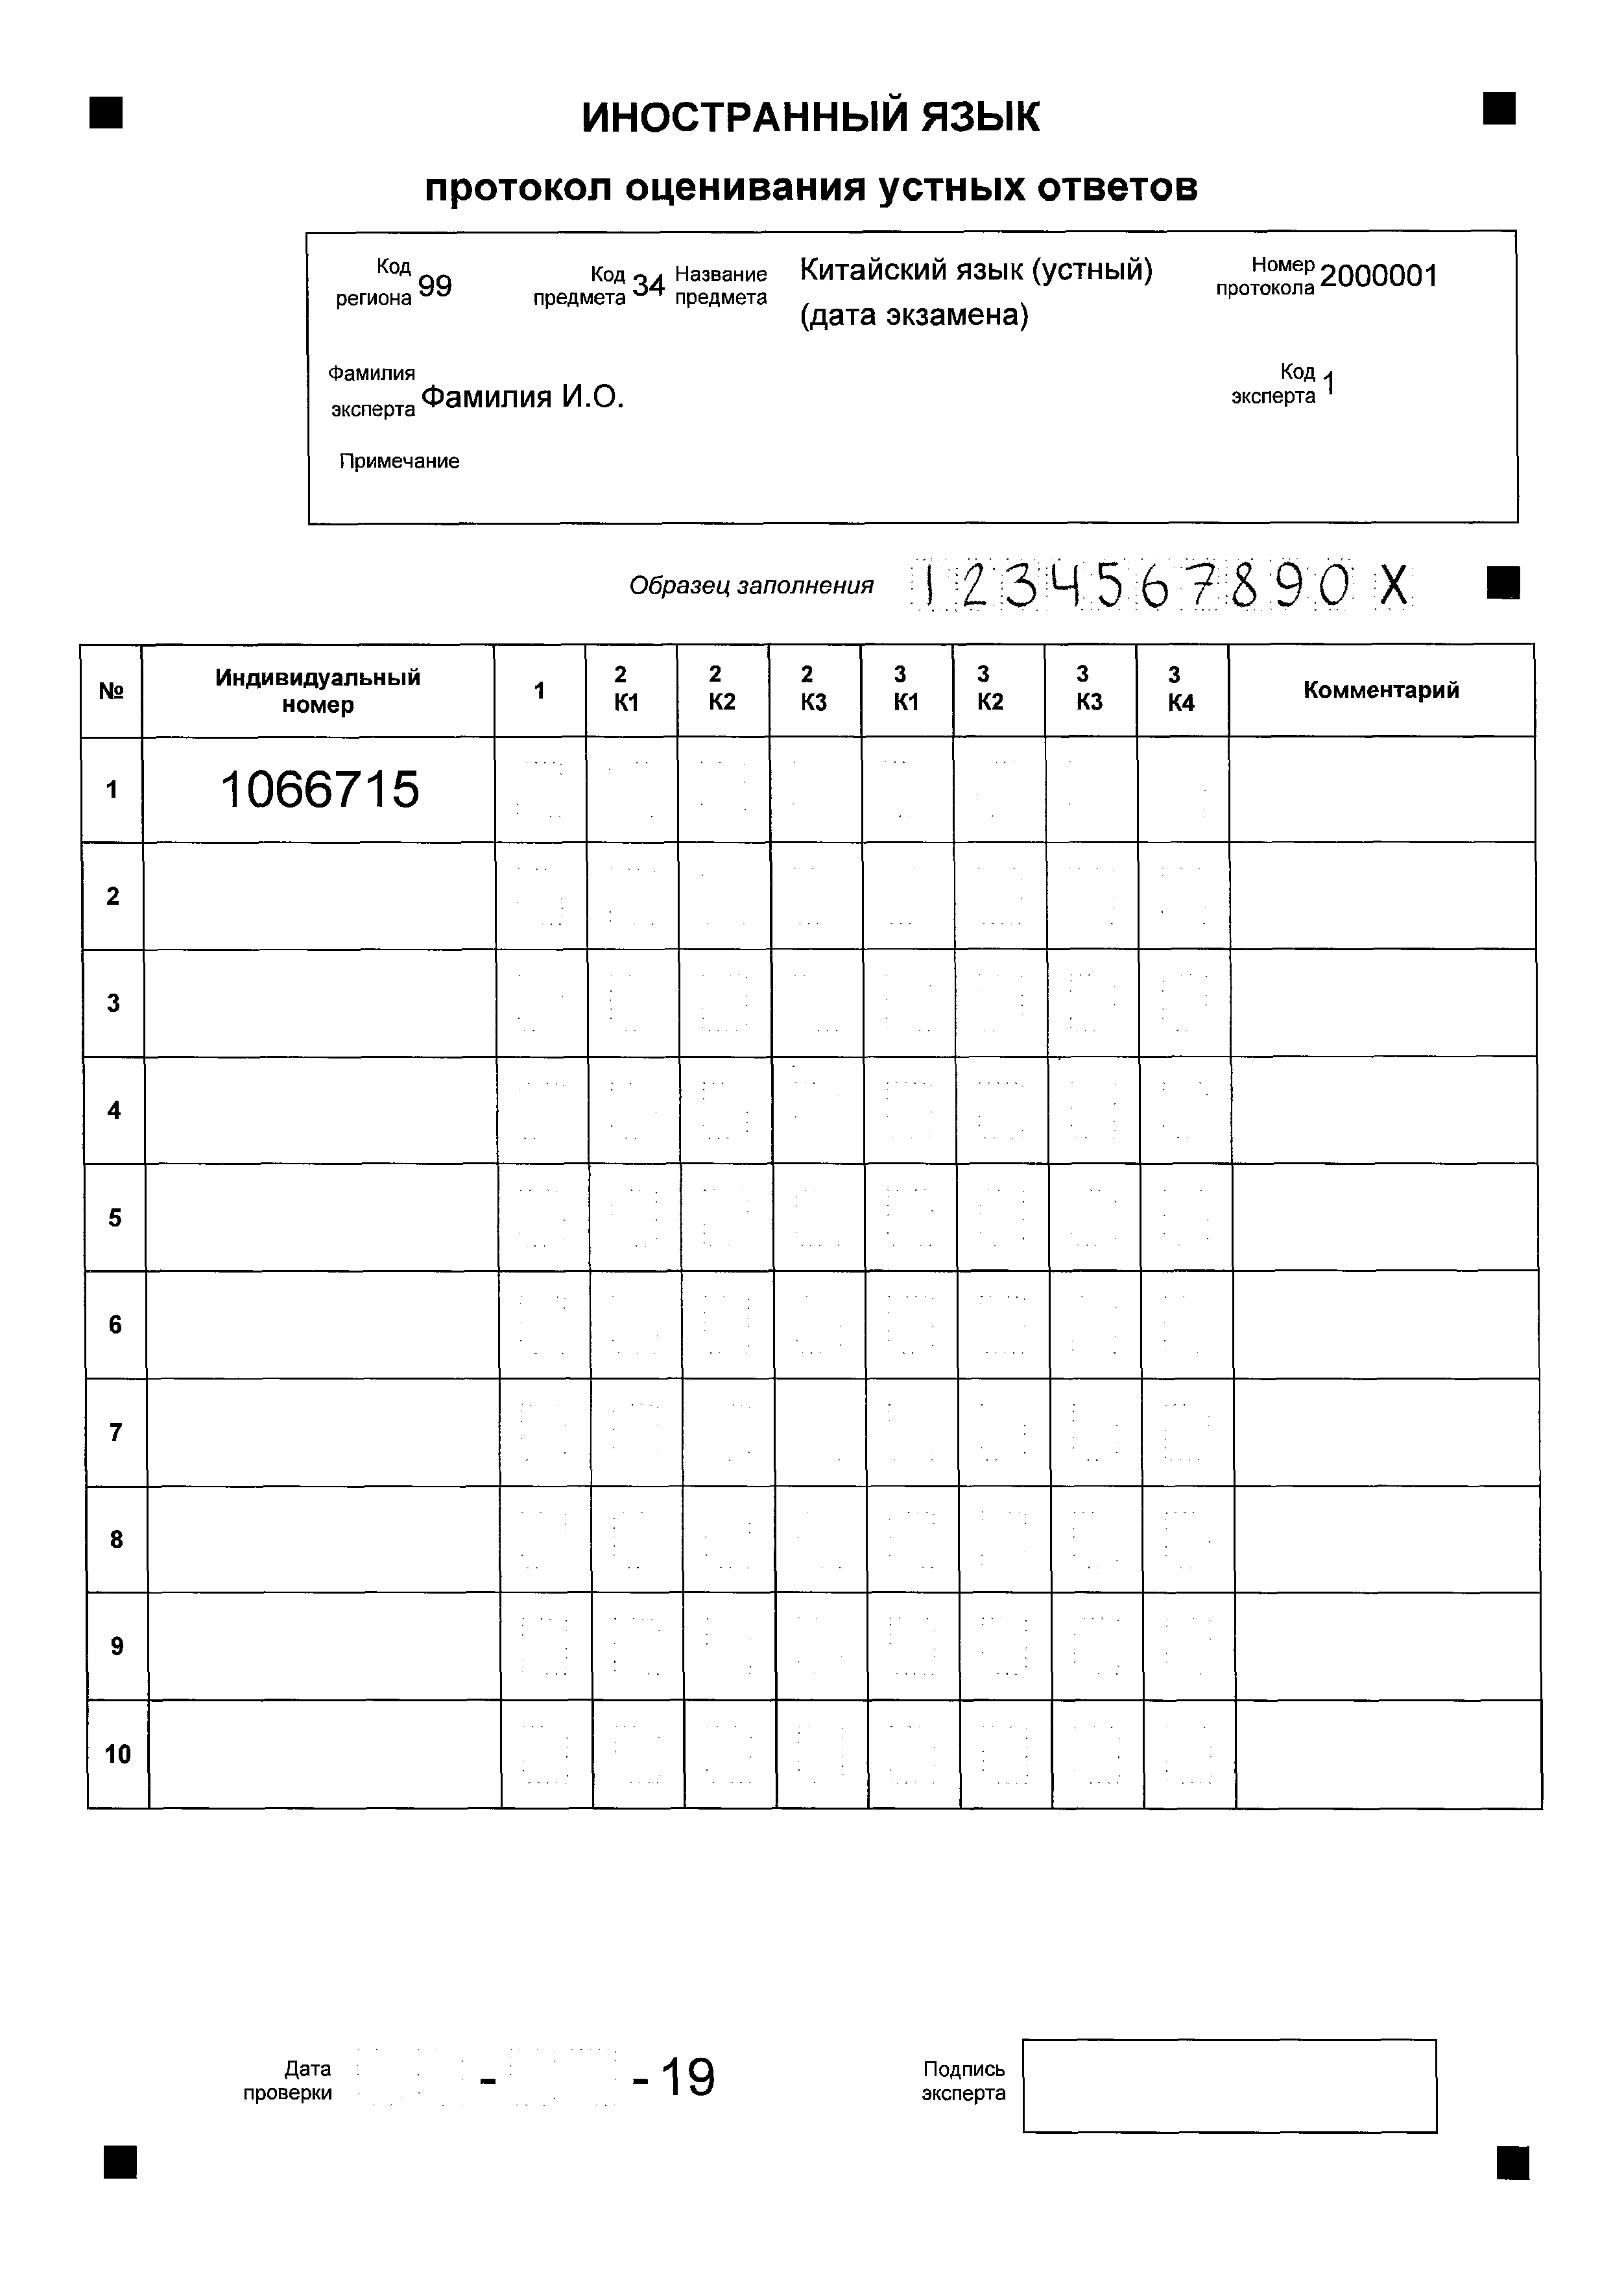 ИНОСТРАННЫЙ ЯЗЫК
протокол оценивания устных ответов
Код региона 99
Код предмета 34
Название предмета
Китайский язык (устный)
(дата экзамена)
Номер протокола 2000001
Фамилия эксперта Фамилия И.О.
Код эксперта 1
Примечание
Образец заполнения 1 2 3 4 5 6 7 8 9 0 X
№ Индивидуальный номер 1 2 К1 2 К2 2 К3 3 К1 3 К2 3 К3 3 К4 Комментарий
1 1066715
2
3
4
5
6
7
8
9
10
Дата проверки - - 19
Подпись эксперта